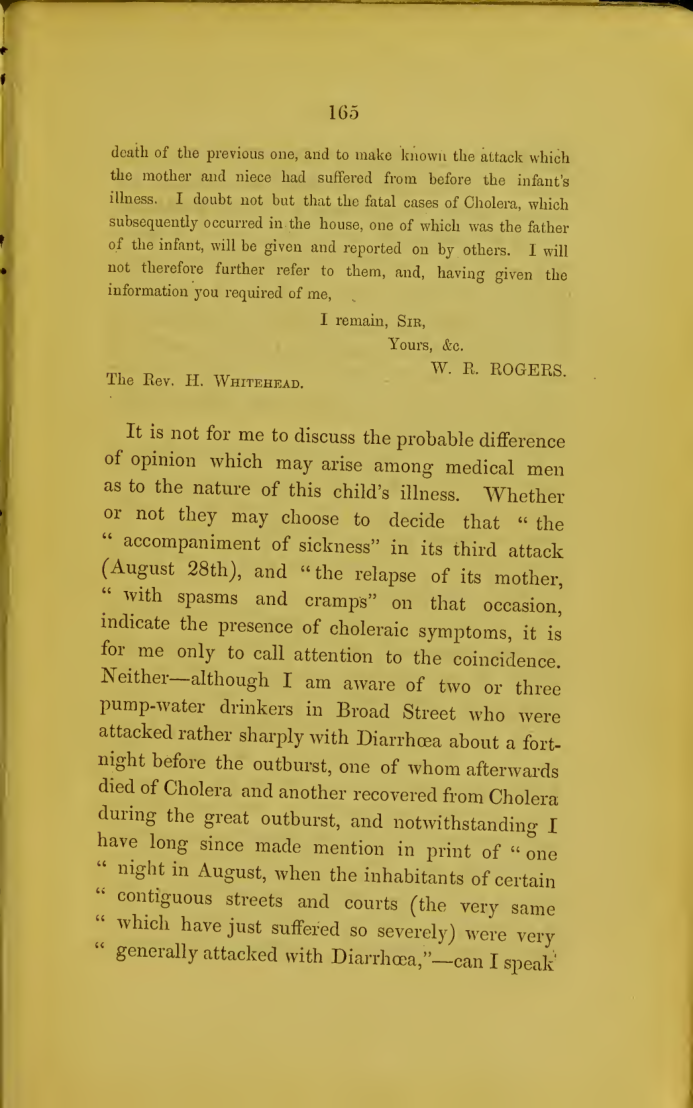 165
death of the previous one, and to make known the attack which
the mother and niece had suffered from before the infant's
illness. I doubt not but that the fatal cases of Cholera, which
subsequently occurred in the house, one of which was the father
of the infant, will be given and reported on by others. I will
not therefore further refer to them, and, having given the
information you required of me,
I remain, SIR,
Yours, &c.
W. R. ROGERS.
The Rev. H. WHITEHEAD.
It is not for me to discuss the probable difference
of opinion which may arise among medical men
as to the nature of this child's illness. Whether
or not they may choose to decide that “ the
“ accompaniment of sickness” in its third attack
(August 28th), and “ the relapse of its mother,
“ with spasms and cramps” on that occasion,
indicate the presence of choleraic symptoms, it is
for me only to call attention to the coincidence.
Neither—although I am aware of two or three
pump-water drinkers in Broad Street who were
attacked rather sharply with Diarrhœa about a fort-
night before the outburst, one of whom afterwards
died of Cholera and another recovered from Cholera
during the great outburst, and notwithstanding I
have long since made mention in print of “ one
“ night in August, when the inhabitants of certain
“ contiguous streets and courts (the very same
“ which have just suffered so severely) were very
“ generally attacked with Diarrhœa,”—can I speak